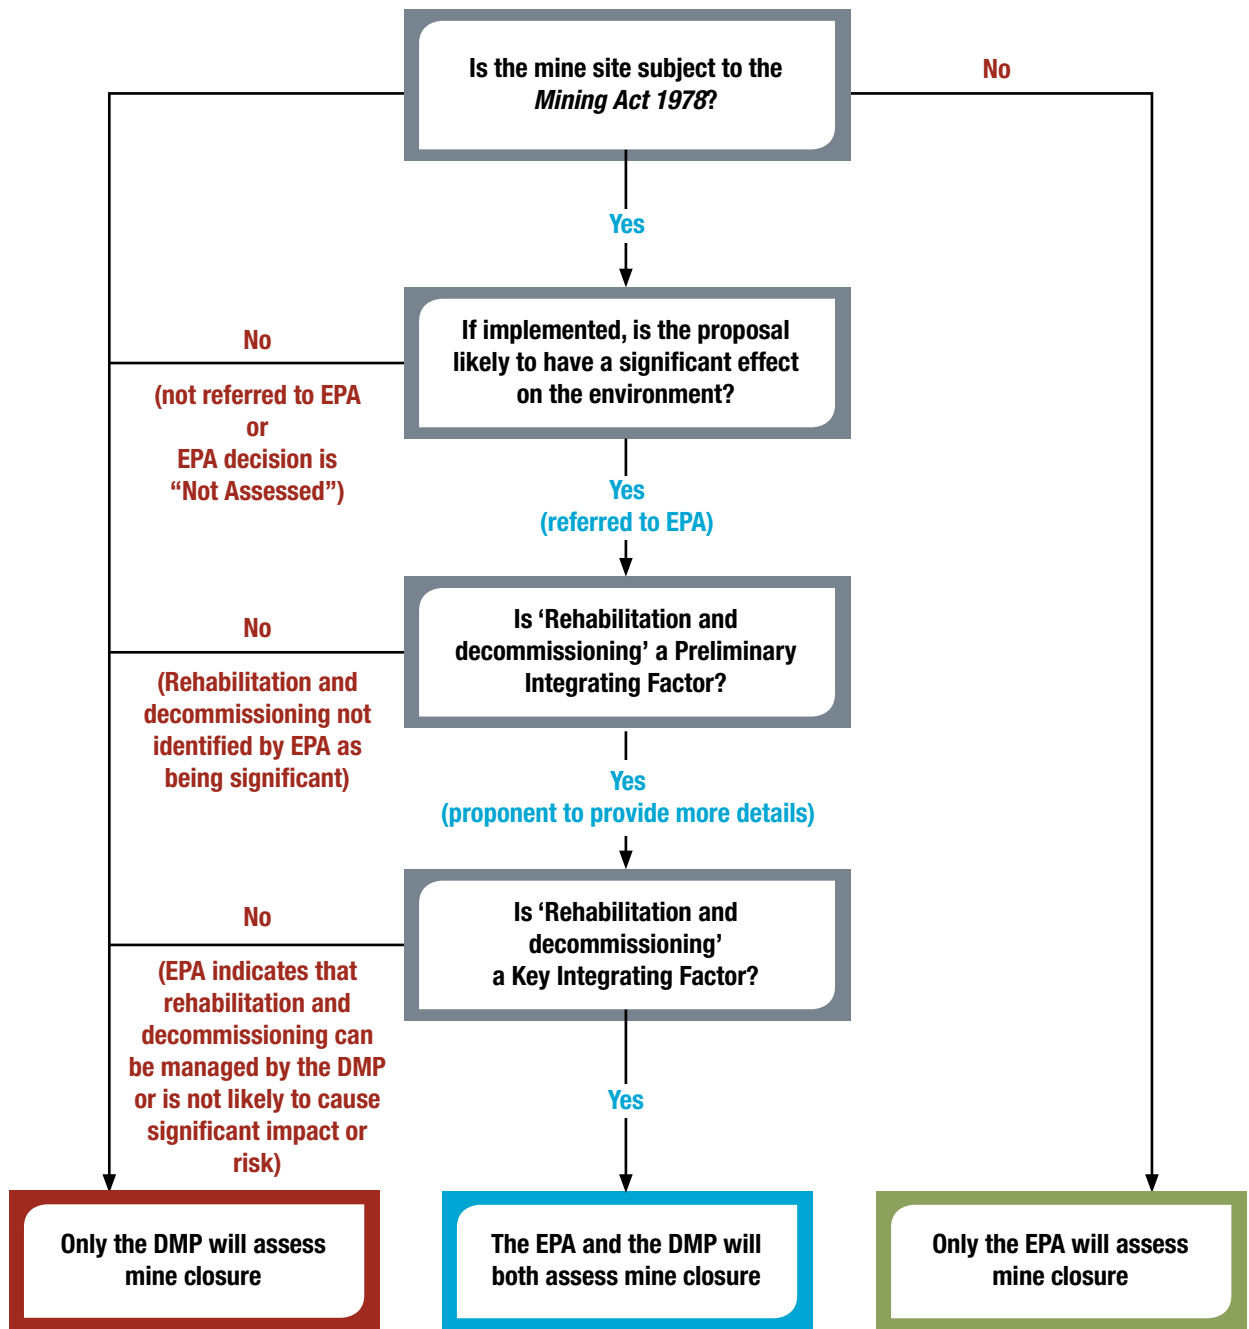 Is the mine site subject to the
Mining Act 1978?
No
Yes
If implemented, is the proposal
likely to have a significant effect
on the environment?
No
(not referred to EPA
or
EPA decision is
“Not Assessed”)
Yes
(referred to EPA)
Is ‘Rehabilitation and
decommissioning’ a Preliminary
Integrating Factor?
No
(Rehabilitation and
decommissioning not
identified by EPA as
being significant)
Yes
(proponent to provide more details)
Is ‘Rehabilitation and
decommissioning’
a Key Integrating Factor?
No
(EPA indicates that
rehabilitation and
decommissioning can
be managed by the DMP
or is not likely to cause
significant impact or
risk)
Yes
Only the DMP will assess
mine closure
The EPA and the DMP will
both assess mine closure
Only the EPA will assess
mine closure